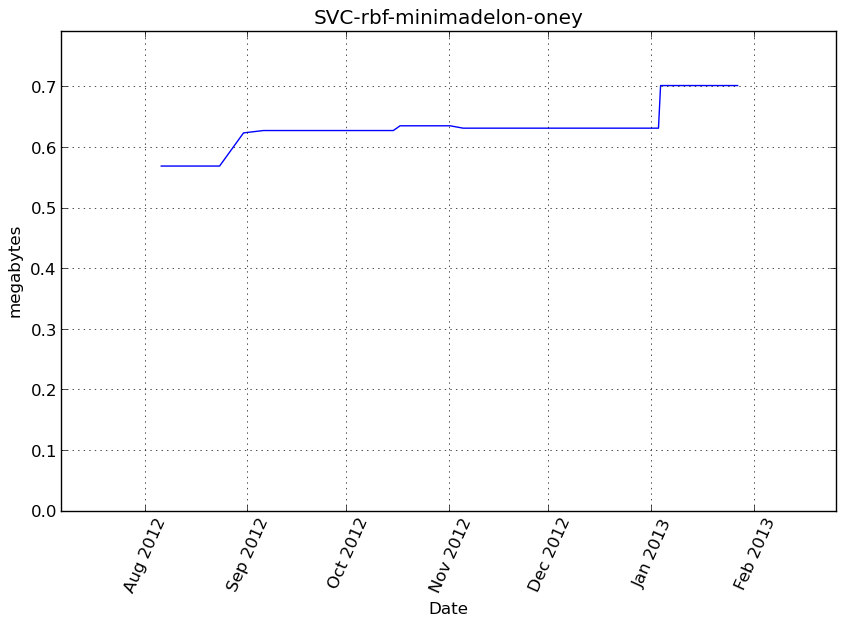 SVC-rbf-minimadelon-oney
megabytes
0.7
0.6
0.5
0.4
0.3
0.2
0.1
0.0
Aug 2012
Sep 2012
Oct 2012
Nov 2012
Dec 2012
Jan 2013
Feb 2013
Date